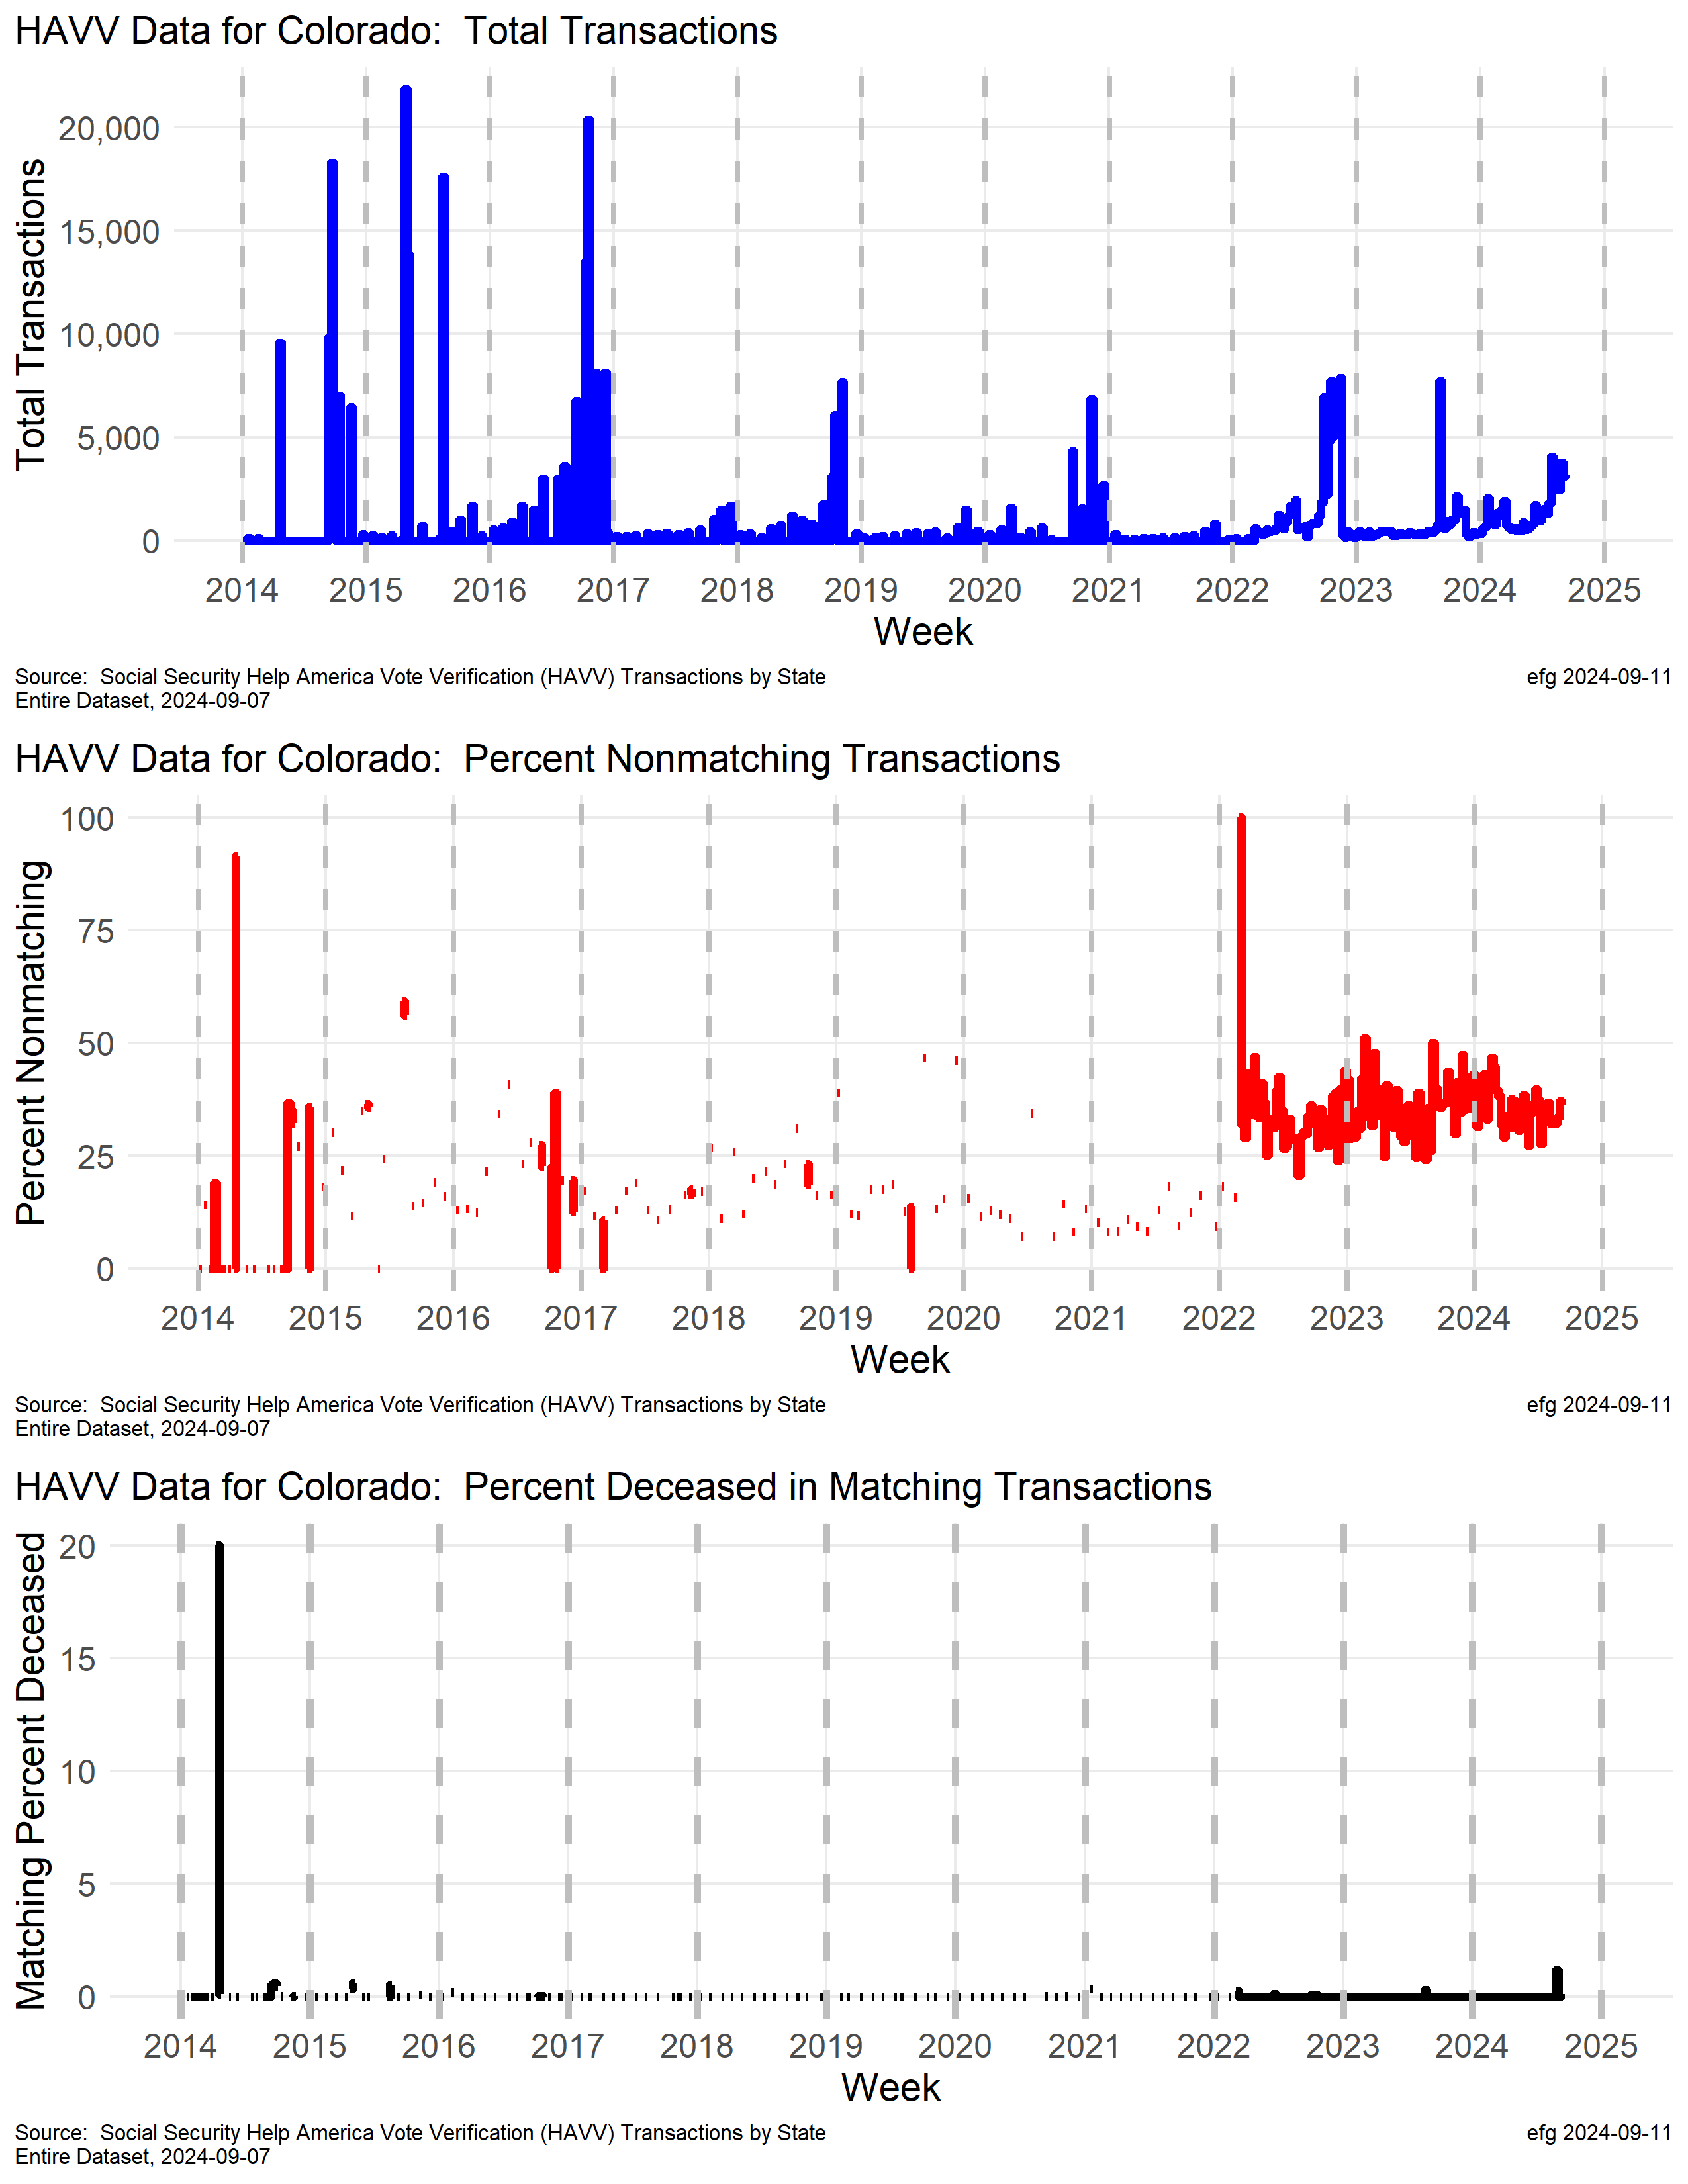 HAVV Data for Colorado:  Total Transactions
Total Transactions
20,000
15,000
10,000
5,000
0
2014 2015 2016 2017 2018 2019 2020 2021 2022 2023 2024 2025
Week
Source:  Social Security Help America Vote Verification (HAVV) Transactions by State
Entire Dataset, 2024-09-07
efg 2024-09-11
HAVV Data for Colorado:  Percent Nonmatching Transactions
Percent Nonmatching
100
75
50
25
0
2014 2015 2016 2017 2018 2019 2020 2021 2022 2023 2024 2025
Week
Source:  Social Security Help America Vote Verification (HAVV) Transactions by State
Entire Dataset, 2024-09-07
efg 2024-09-11
HAVV Data for Colorado:  Percent Deceased in Matching Transactions
Matching Percent Deceased
20
15
10
5
0
2014 2015 2016 2017 2018 2019 2020 2021 2022 2023 2024 2025
Week
Source:  Social Security Help America Vote Verification (HAVV) Transactions by State
Entire Dataset, 2024-09-07
efg 2024-09-11